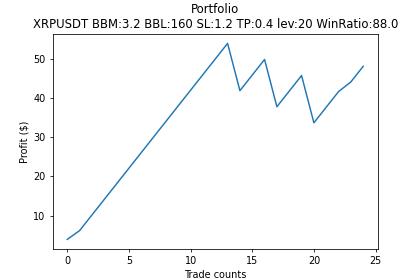 Portfolio
XRPUSDT BBM:3.2 BBL:160 SL:1.2 TP:0.4 lev:20 WinRatio:88.0
Profit ($)
50
40
30
20
10
0 5 10 15 20 25
Trade counts